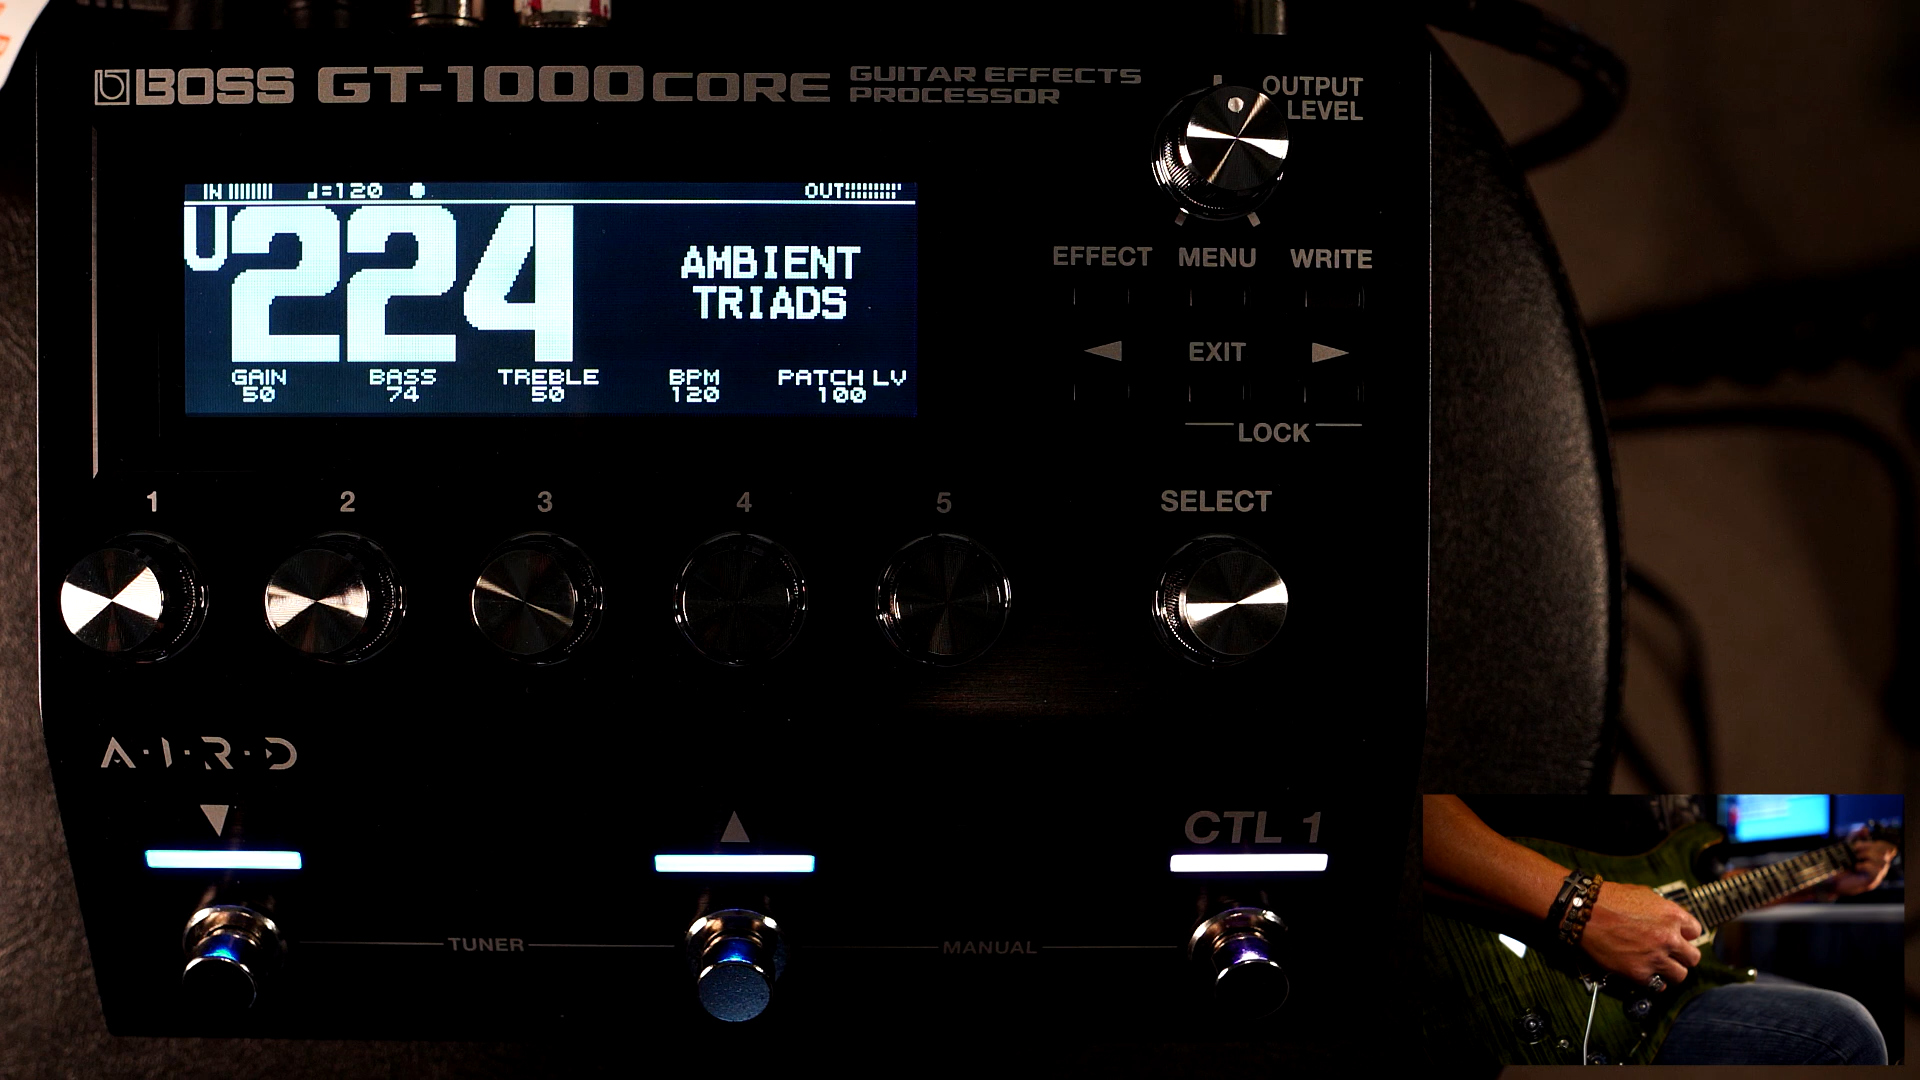 BOSS GT-1000CORE GUITAR EFFECTS
PROCESSOR
OUTPUT
LEVEL
IN ♩=120 OUT
U224
AMBIENT
TRIADS
GAIN BASS TREBLE BPM PATCH LV
50 74 50 120 100
EFFECT MENU WRITE
EXIT
LOCK
1 2 3 4 5 SELECT
A·I·R·D
CTL 1
TUNER MANUAL